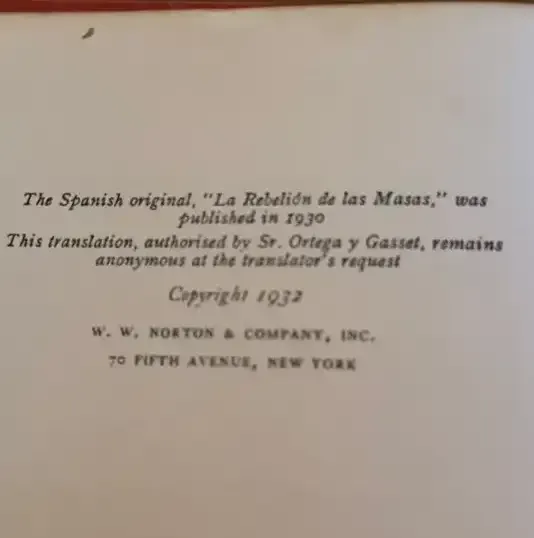 The Spanish original, "La Rebelión de las Masas," was
published in 1930
This translation, authorised by Sr. Ortega y Gasset, remains
anonymous at the translator's request
Copyright 1932
W. W. NORTON & COMPANY, INC.
70 FIFTH AVENUE, NEW YORK